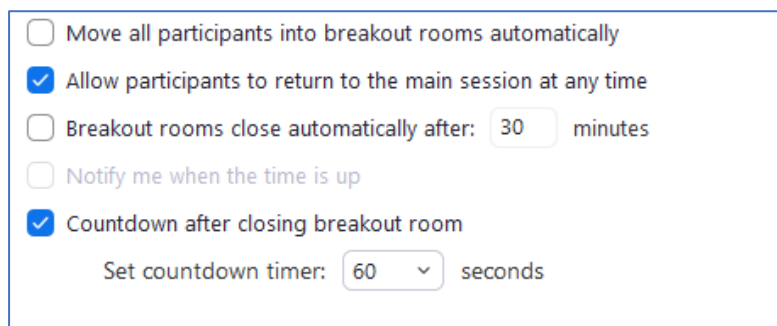 Move all participants into breakout rooms automatically
Allow participants to return to the main session at any time
Breakout rooms close automatically after: 30 minutes
Notify me when the time is up
Countdown after closing breakout room
Set countdown timer: 60 seconds